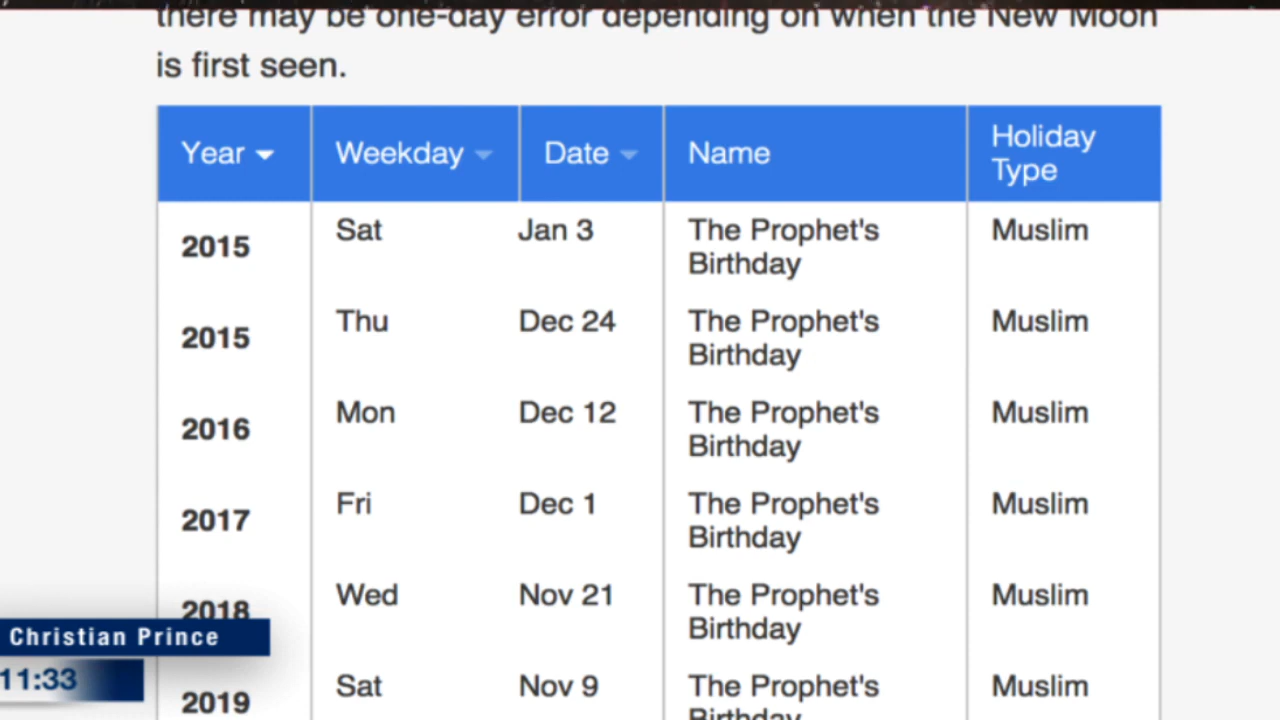 there may be one-day error depending on when the New Moon
is first seen.
Year Weekday Date Name Holiday Type
2015 Sat Jan 3 The Prophet's Birthday Muslim
2015 Thu Dec 24 The Prophet's Birthday Muslim
2016 Mon Dec 12 The Prophet's Birthday Muslim
2017 Fri Dec 1 The Prophet's Birthday Muslim
2018 Wed Nov 21 The Prophet's Birthday Muslim
2019 Sat Nov 9 The Prophet's Birthday Muslim
Christian Prince
11:33